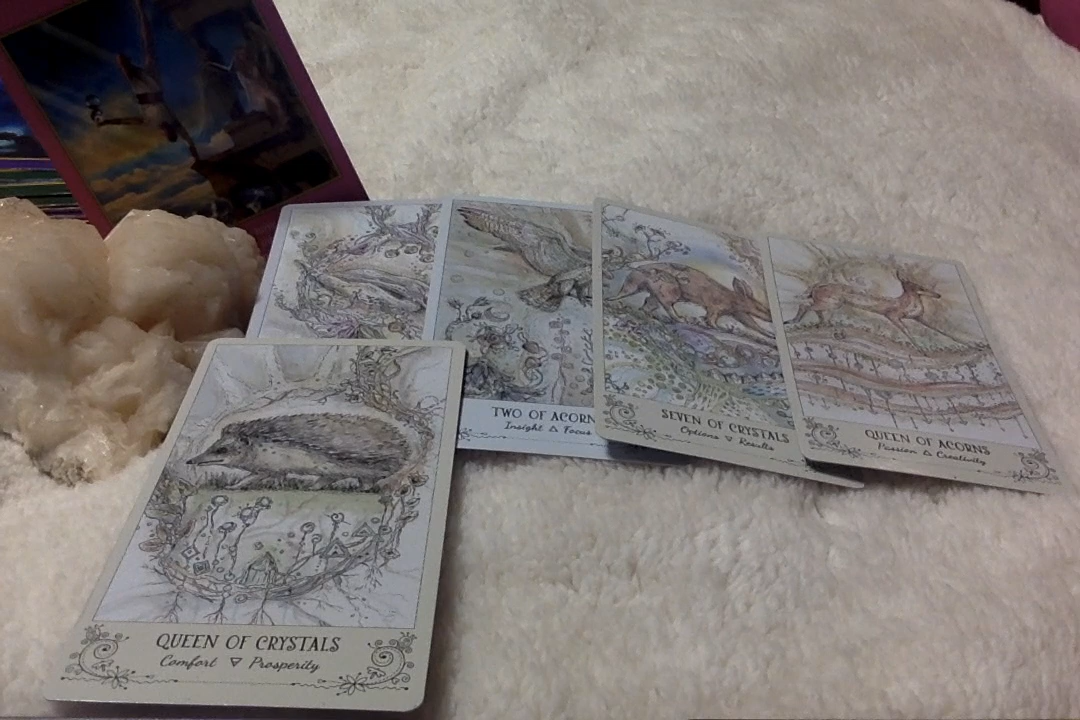 TWO OF ACORN
Insight △ Focus
SEVEN OF CRYSTALS
Options ▽ Results
QUEEN OF ACORNS
Passion △ Creativity
QUEEN OF CRYSTALS
Comfort ▽ Prosperity